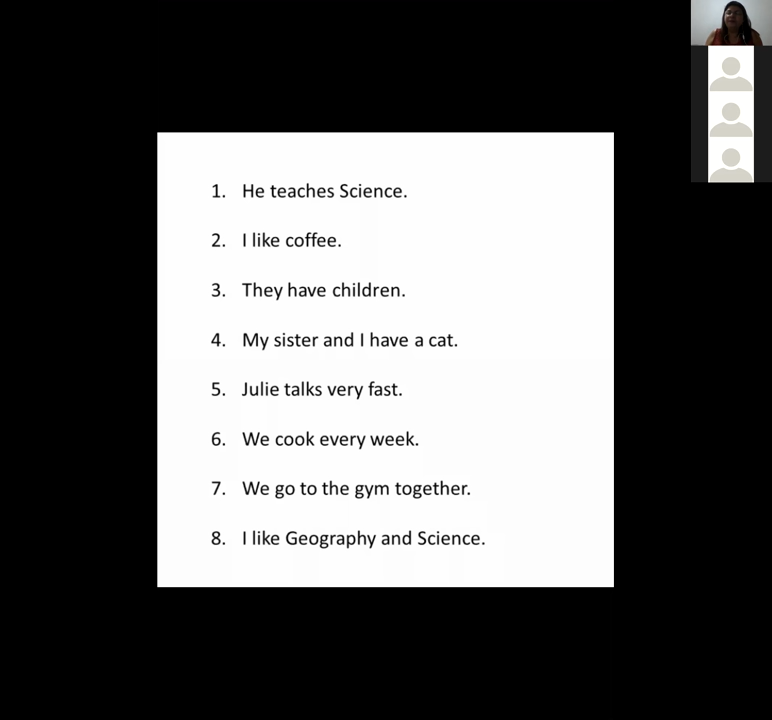 1. He teaches Science.
2. I like coffee.
3. They have children.
4. My sister and I have a cat.
5. Julie talks very fast.
6. We cook every week.
7. We go to the gym together.
8. I like Geography and Science.